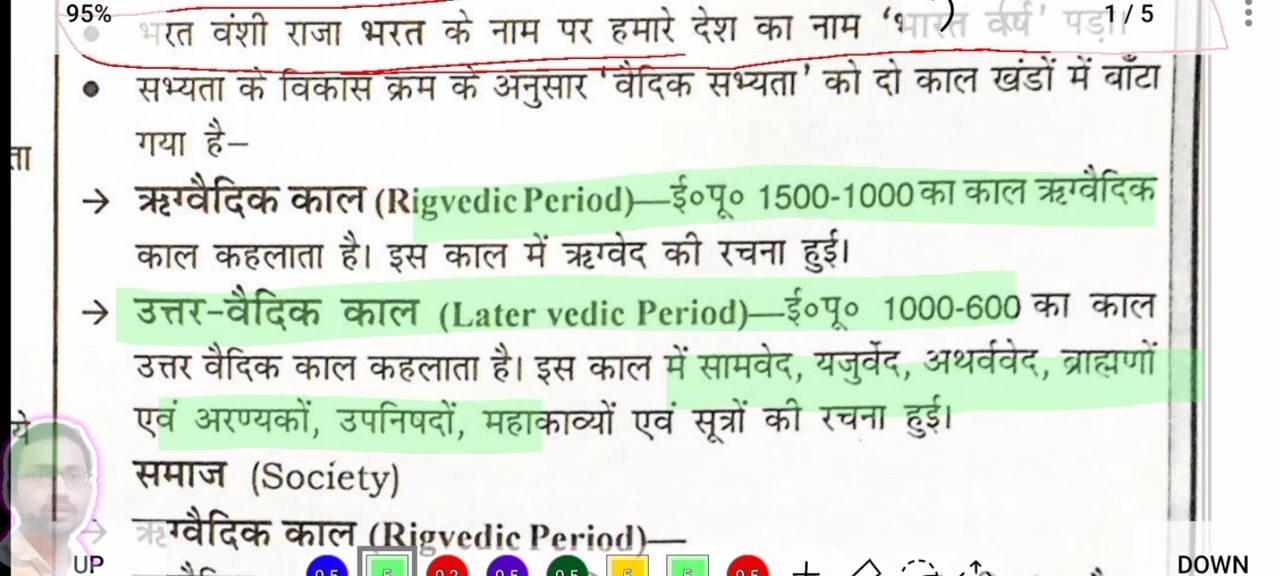 95%
1 / 5
भरत वंशी राजा भरत के नाम पर हमारे देश का नाम 'भारत वर्ष' पड़ा।
• सभ्यता के विकास क्रम के अनुसार 'वैदिक सभ्यता' को दो काल खंडों में बाँटा
गया है–
ता
→ ऋग्वैदिक काल (Rigvedic Period)—ई०पू० 1500-1000 का काल ऋग्वैदिक
काल कहलाता है। इस काल में ऋग्वेद की रचना हुई।
→ उत्तर-वैदिक काल (Later vedic Period)—ई०पू० 1000-600 का काल
उत्तर वैदिक काल कहलाता है। इस काल में सामवेद, यजुर्वेद, अथर्ववेद, ब्राह्मणों
एवं अरण्यकों, उपनिषदों, महाकाव्यों एवं सूत्रों की रचना हुई।
ये
समाज (Society)
→ ऋग्वैदिक काल (Rigvedic Period)—
UP
DOWN